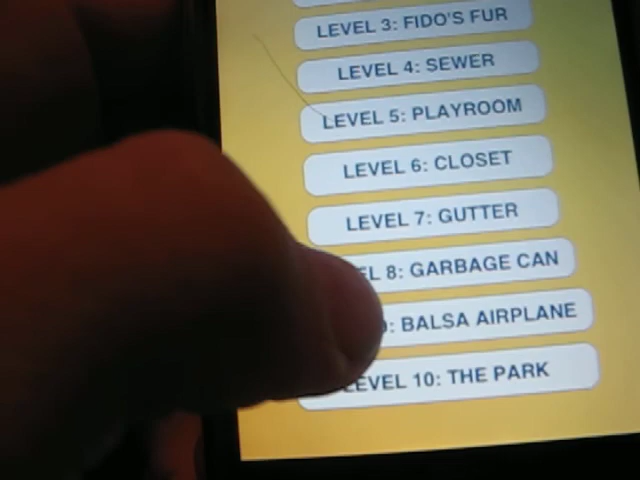 LEVEL 3: FIDO'S FUR
LEVEL 4: SEWER
LEVEL 5: PLAYROOM
LEVEL 6: CLOSET
LEVEL 7: GUTTER
EL 8: GARBAGE CAN
: BALSA AIRPLANE
LEVEL 10: THE PARK